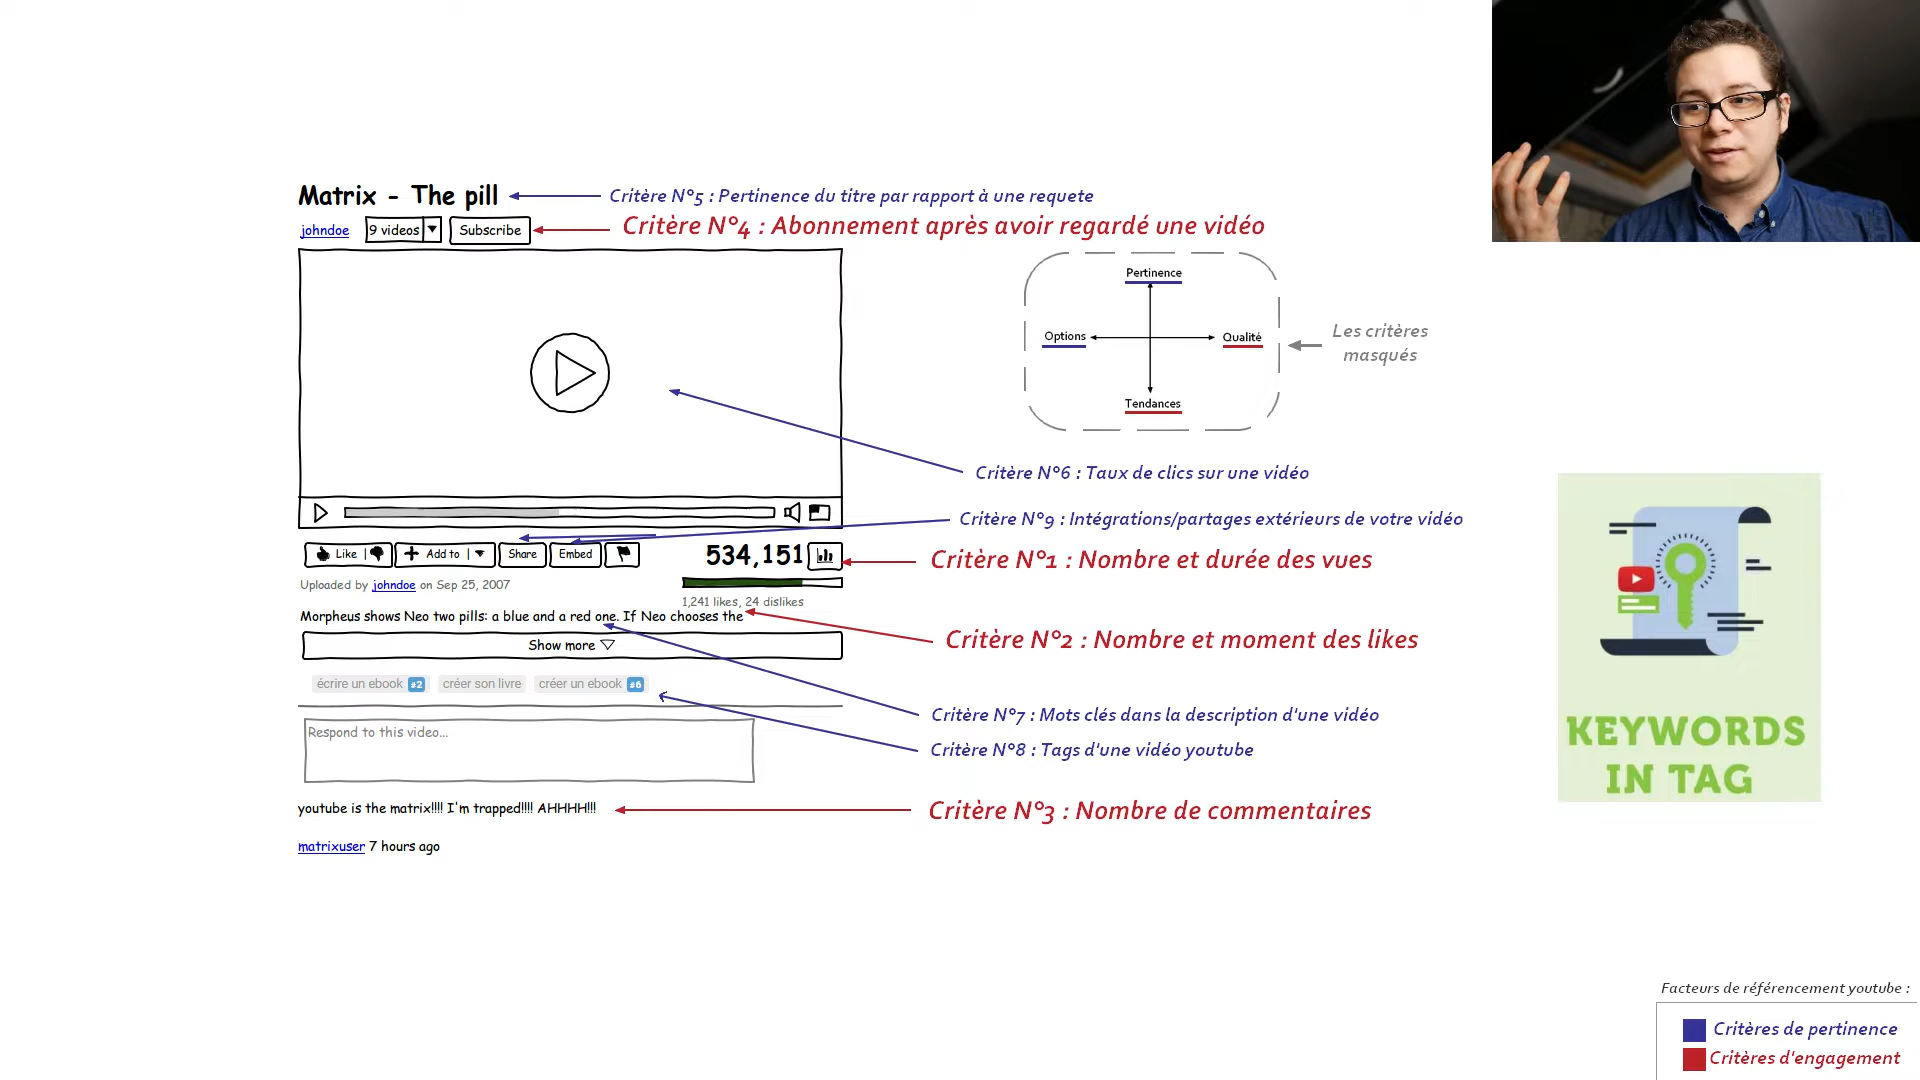 Matrix - The pill
Critère N°5 : Pertinence du titre par rapport à une requete
johndoe
9 videos
Subscribe
Critère N°4 : Abonnement après avoir regardé une vidéo
Pertinence
Options
Qualité
Tendances
Les critères
masqués
Critère N°6 : Taux de clics sur une vidéo
Critère N°9 : Intégrations/partages extérieurs de votre vidéo
Like
Add to
Share
Embed
534,151
Critère N°1 : Nombre et durée des vues
Uploaded by johndoe on Sep 25, 2007
1,241 likes, 24 dislikes
Morpheus shows Neo two pills: a blue and a red one. If Neo chooses the
Critère N°2 : Nombre et moment des likes
Show more
écrire un ebook #2 créer son livre créer un ebook #6
Critère N°7 : Mots clés dans la description d'une vidéo
Respond to this video...
Critère N°8 : Tags d'une vidéo youtube
KEYWORDS
IN TAG
youtube is the matrix!!!! I'm trapped!!!! AHHHH!!!
Critère N°3 : Nombre de commentaires
matrixuser 7 hours ago
Facteurs de référencement youtube :
Critères de pertinence
Critères d'engagement